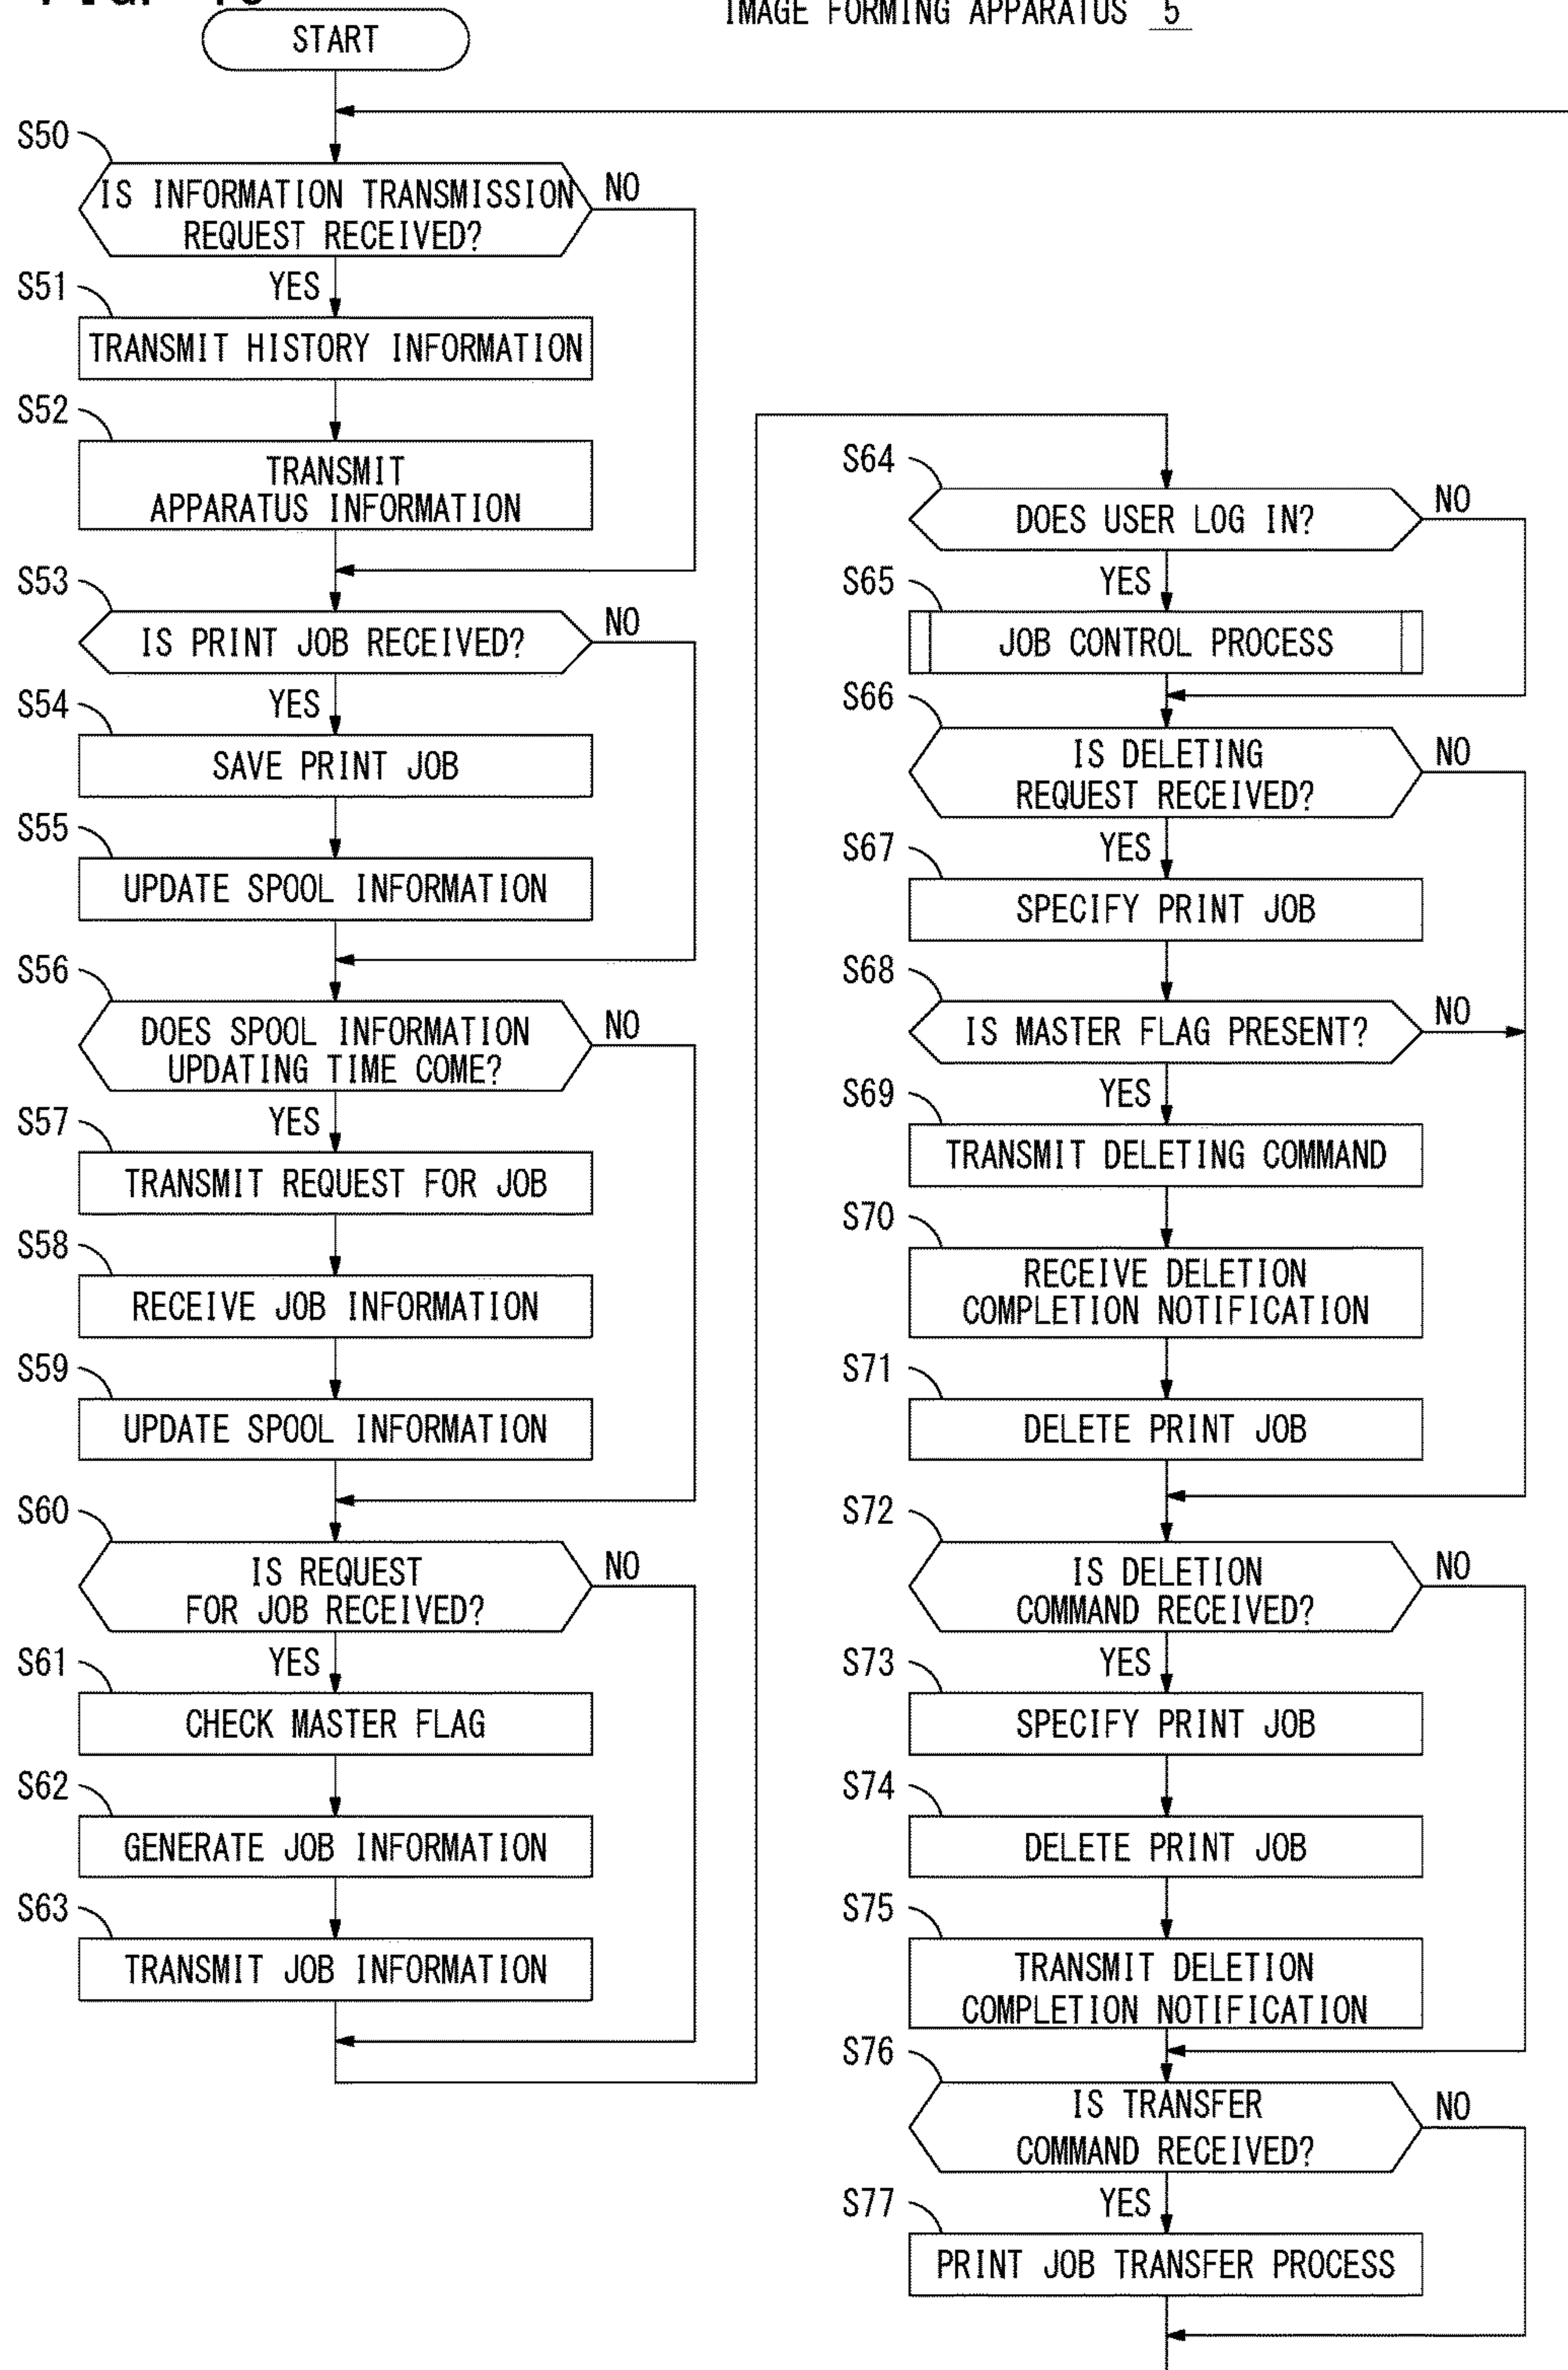 IMAGE FORMING APPARATUS 5
START
S50
IS INFORMATION TRANSMISSION
REQUEST RECEIVED?
NO
YES
S51
TRANSMIT HISTORY INFORMATION
S52
TRANSMIT
APPARATUS INFORMATION
S53
IS PRINT JOB RECEIVED?
NO
YES
S54
SAVE PRINT JOB
S55
UPDATE SPOOL INFORMATION
S56
DOES SPOOL INFORMATION
UPDATING TIME COME?
NO
YES
S57
TRANSMIT REQUEST FOR JOB
S58
RECEIVE JOB INFORMATION
S59
UPDATE SPOOL INFORMATION
S60
IS REQUEST
FOR JOB RECEIVED?
NO
YES
S61
CHECK MASTER FLAG
S62
GENERATE JOB INFORMATION
S63
TRANSMIT JOB INFORMATION
S64
DOES USER LOG IN?
NO
YES
S65
JOB CONTROL PROCESS
S66
IS DELETING
REQUEST RECEIVED?
NO
YES
S67
SPECIFY PRINT JOB
S68
IS MASTER FLAG PRESENT?
NO
YES
S69
TRANSMIT DELETING COMMAND
S70
RECEIVE DELETION
COMPLETION NOTIFICATION
S71
DELETE PRINT JOB
S72
IS DELETION
COMMAND RECEIVED?
NO
YES
S73
SPECIFY PRINT JOB
S74
DELETE PRINT JOB
S75
TRANSMIT DELETION
COMPLETION NOTIFICATION
S76
IS TRANSFER
COMMAND RECEIVED?
NO
YES
S77
PRINT JOB TRANSFER PROCESS